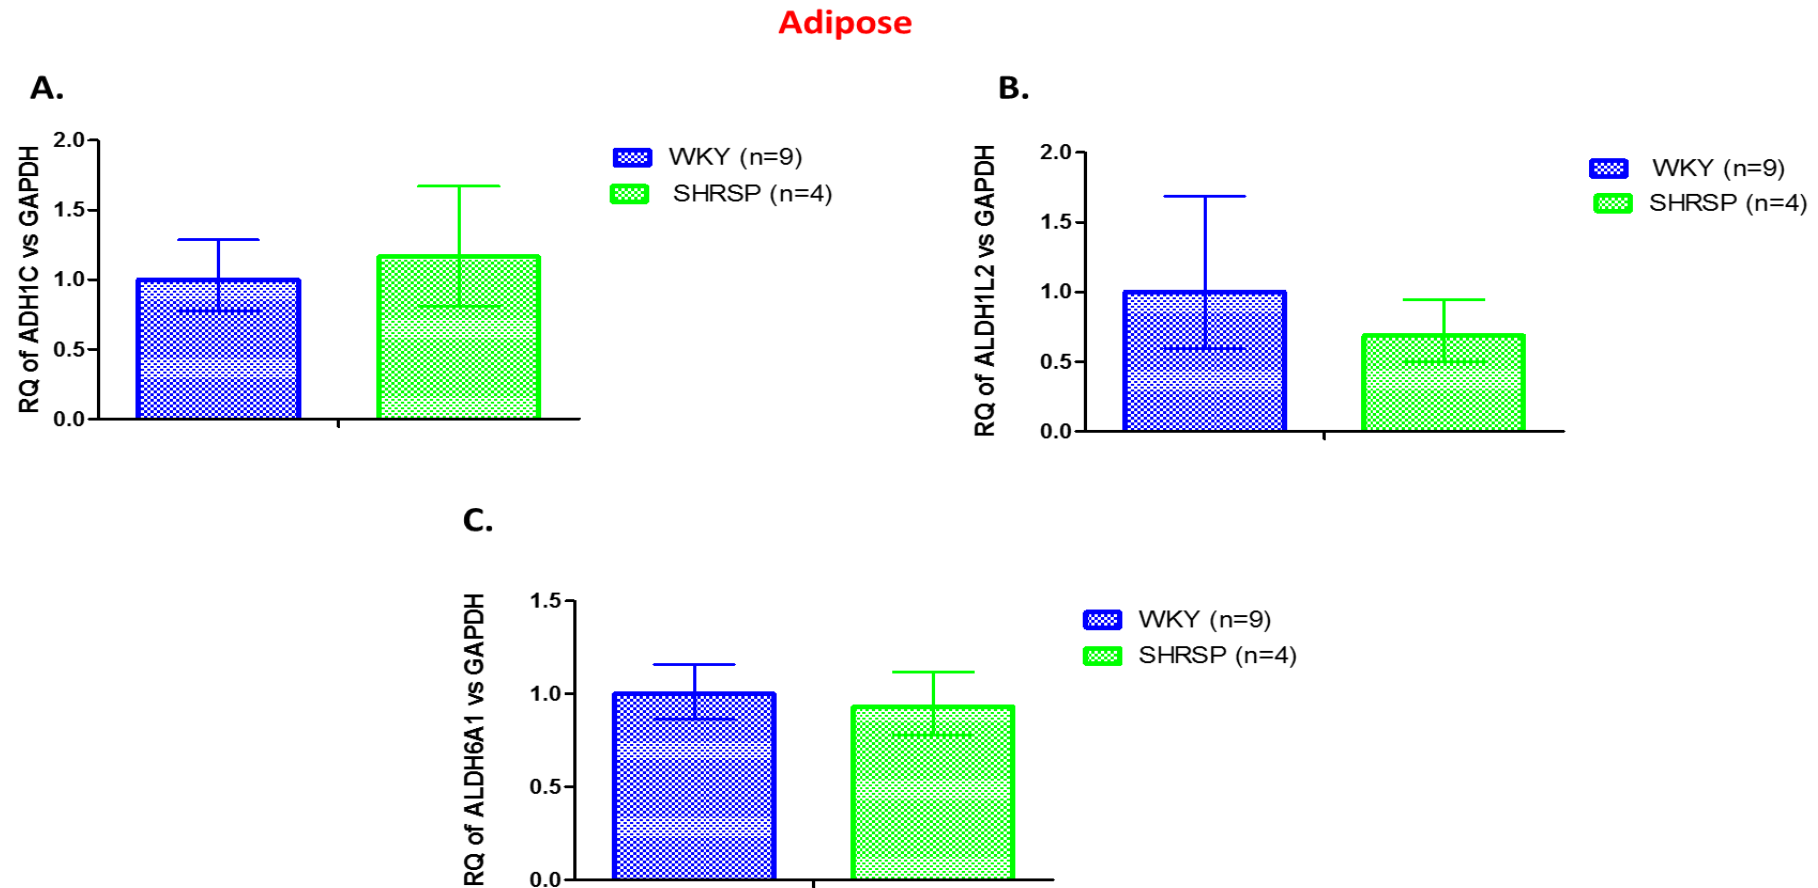 Adipose
A.
RQ of ADH1C vs GAPDH
2.0
1.5
1.0
0.5
0.0
WKY (n=9)
SHRSP (n=4)
B.
RQ of ALDH1L2 vs GAPDH
2.0
1.5
1.0
0.5
0.0
WKY (n=9)
SHRSP (n=4)
C.
RQ of ALDH6A1 vs GAPDH
1.5
1.0
0.5
0.0
WKY (n=9)
SHRSP (n=4)